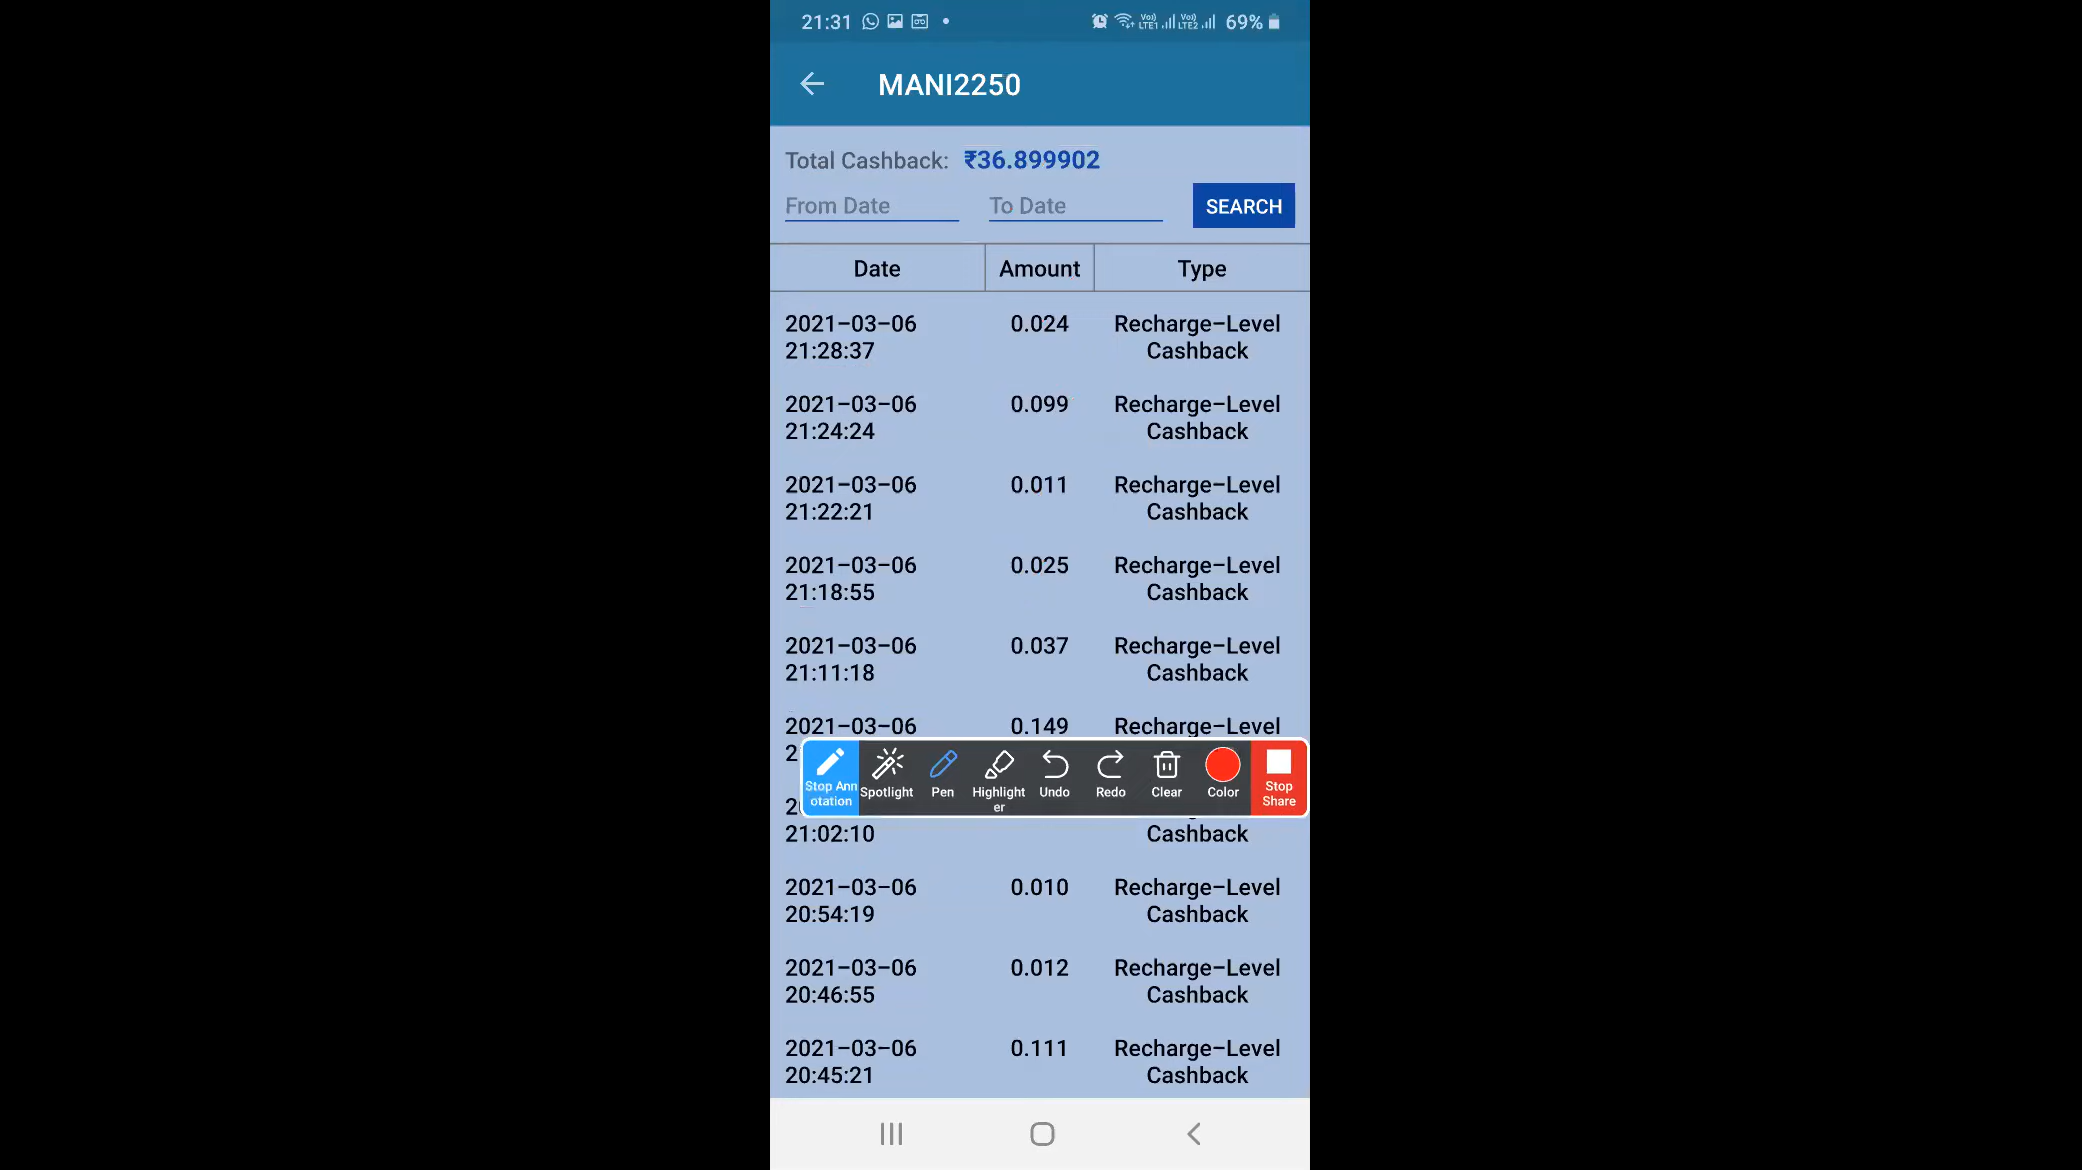 21:31 69%
MANI2250
Total Cashback: ₹36.899902
From Date To Date SEARCH
Date Amount Type
2021-03-06 0.024 Recharge-Level
21:28:37 Cashback
2021-03-06 0.099 Recharge-Level
21:24:24 Cashback
2021-03-06 0.011 Recharge-Level
21:22:21 Cashback
2021-03-06 0.025 Recharge-Level
21:18:55 Cashback
2021-03-06 0.037 Recharge-Level
21:11:18 Cashback
2021-03-06 0.149 Recharge-Level
Stop Ann Spotlight Pen Highlight Undo Redo Clear Color Stop
otation er Share
21:02:10 Cashback
2021-03-06 0.010 Recharge-Level
20:54:19 Cashback
2021-03-06 0.012 Recharge-Level
20:46:55 Cashback
2021-03-06 0.111 Recharge-Level
20:45:21 Cashback